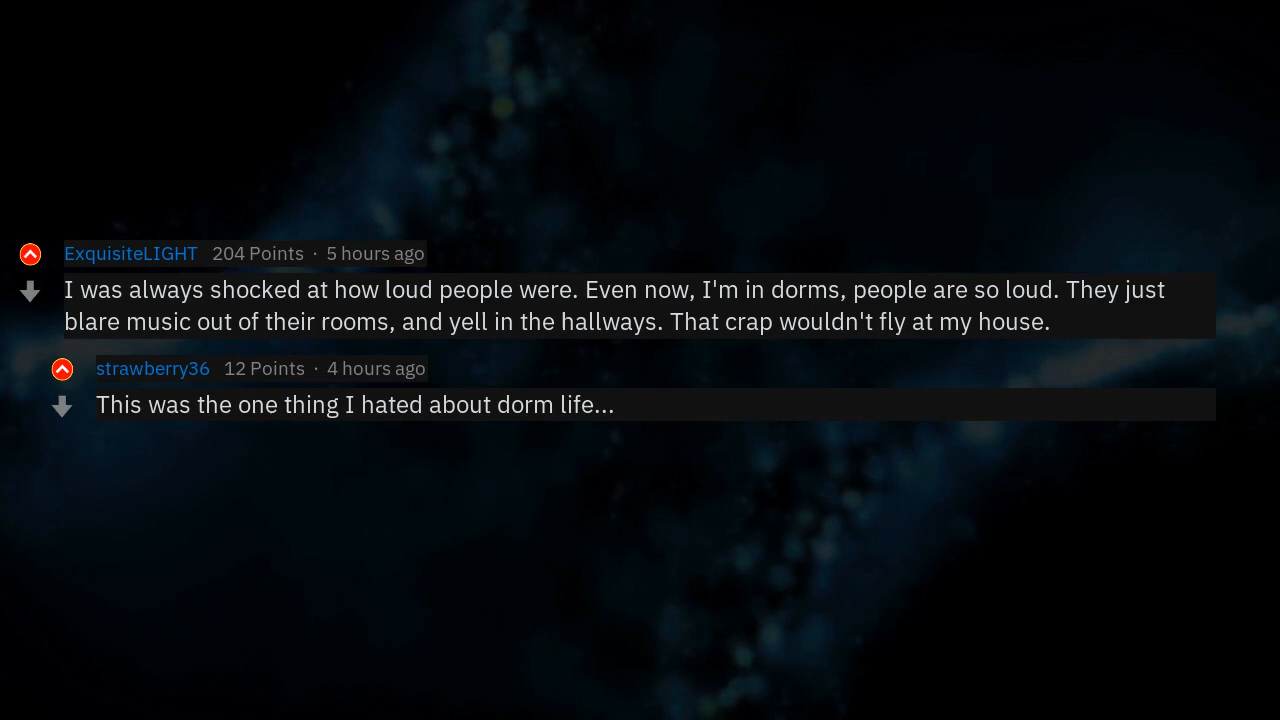 ExquisiteLIGHT 204 Points · 5 hours ago
I was always shocked at how loud people were. Even now, I'm in dorms, people are so loud. They just
blare music out of their rooms, and yell in the hallways. That crap wouldn't fly at my house.
strawberry36 12 Points · 4 hours ago
This was the one thing I hated about dorm life...